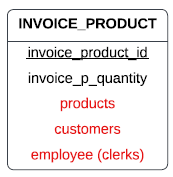 INVOICE_PRODUCT
invoice_product_id
invoice_p_quantity
products
customers
employee (clerks)